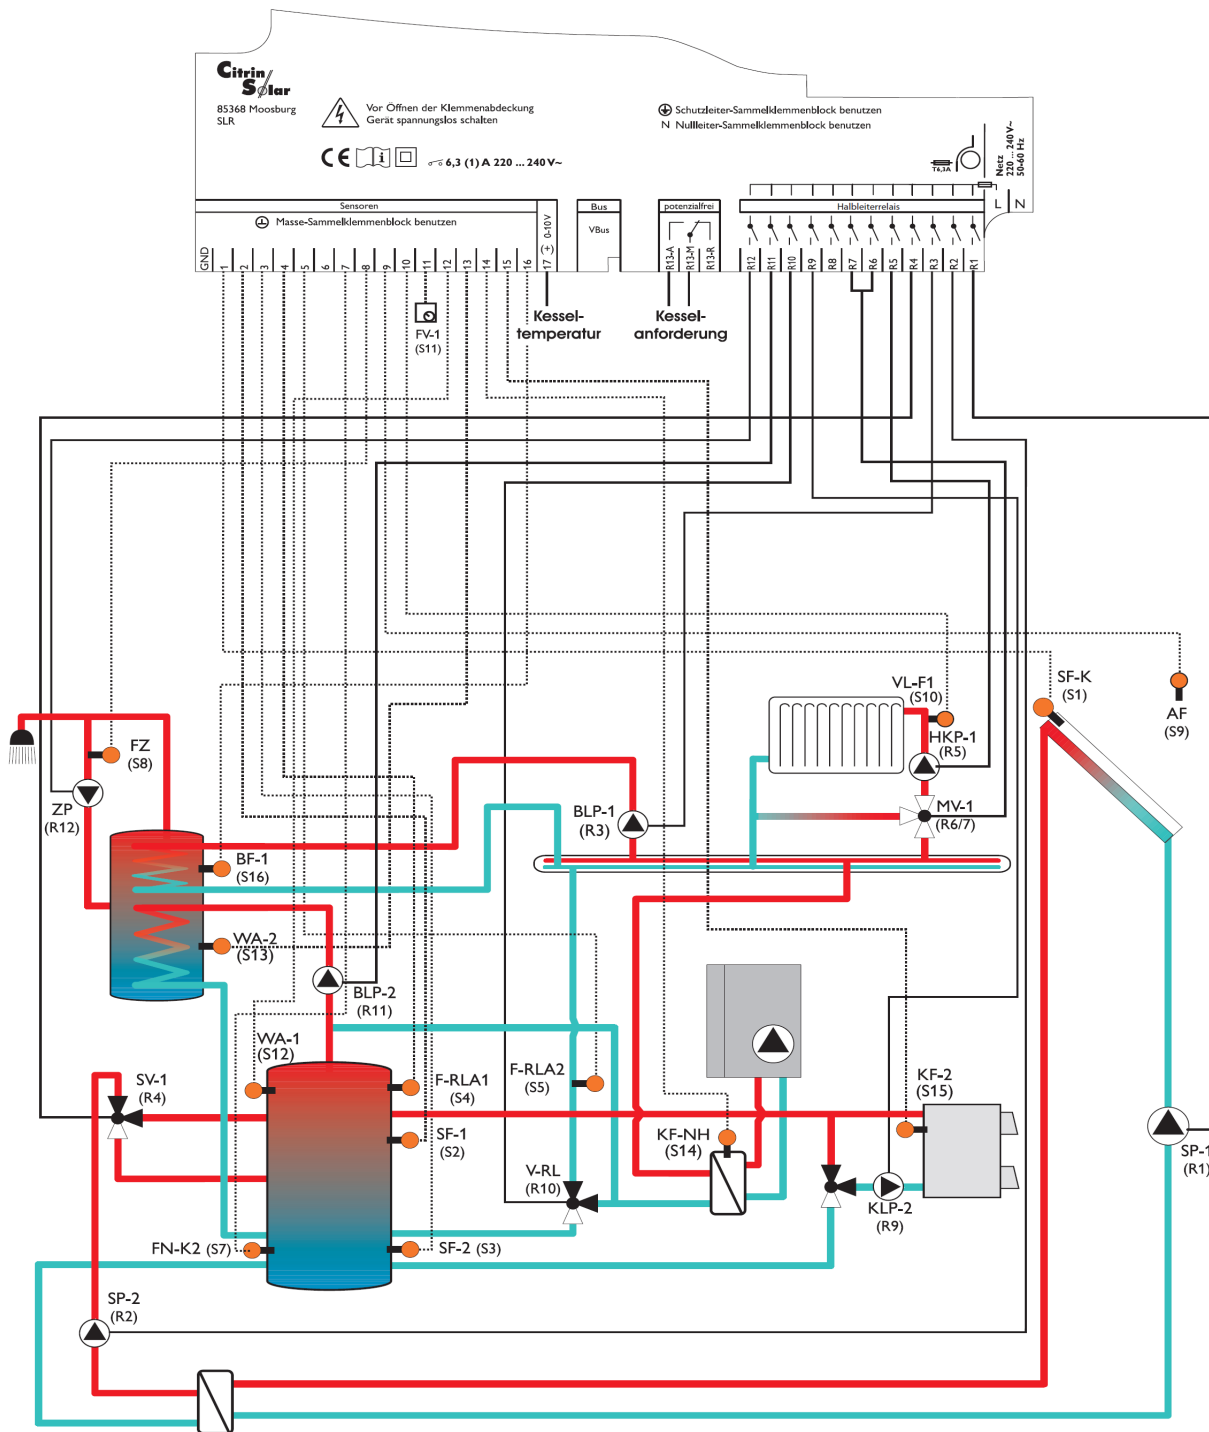 Citrin
Solar
85368 Moosburg
SLR
Vor Öffnen der Klemmenabdeckung
Gerät spannungslos schalten
CE
i
6,3 (1) A 220 ... 240 V~
Schutzleiter-Sammelklemmenblock benutzen
N Nullleiter-Sammelklemmenblock benutzen
T6,3A
Netz
220 ... 240 V~
50-60 Hz
L N
Sensoren
Masse-Sammelklemmenblock benutzen
0-10V
Bus
VBus
potenzialfrei
Halbleiterrelais
GND 1 2 3 4 5 6 7 8 9 10 11 12 13 14 15 16 17 (+)
R13-A R13-M R13-R
R12 R11 R10 R9 R8 R7 R6 R5 R4 R3 R2 R1
FV-1
(S11)
Kessel-
temperatur
Kessel-
anforderung
VL-F1
(S10)
SF-K
(S1)
AF
(S9)
FZ
(S8)
HKP-1
(R5)
ZP
(R12)
BLP-1
(R3)
MV-1
(R6/7)
BF-1
(S16)
WA-2
(S13)
BLP-2
(R11)
WA-1
(S12)
F-RLA1
(S4)
F-RLA2
(S5)
SV-1
(R4)
KF-2
(S15)
SF-1
(S2)
KF-NH
(S14)
SP-1
(R1)
V-RL
(R10)
KLP-2
(R9)
FN-K2 (S7)
SF-2 (S3)
SP-2
(R2)